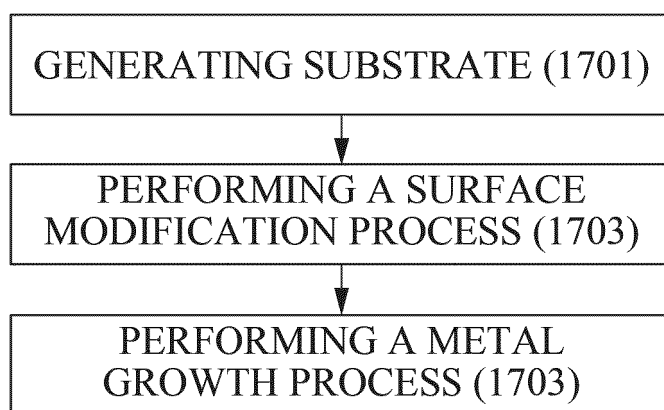 GENERATING SUBSTRATE (1701)
PERFORMING A SURFACE
MODIFICATION PROCESS (1703)
PERFORMING A METAL
GROWTH PROCESS (1703)